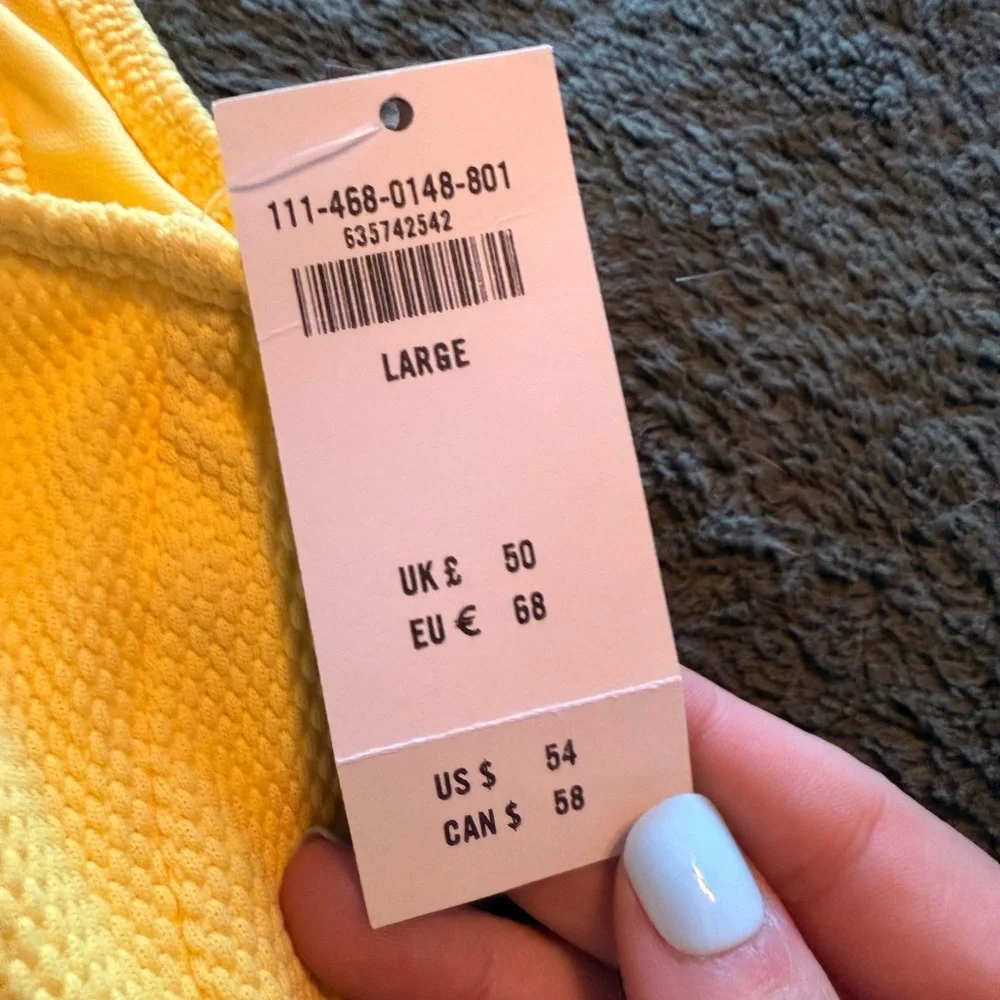 111-468-0148-801
635742542
LARGE
UK £ 50
EU € 68
US $ 54
CAN $ 58